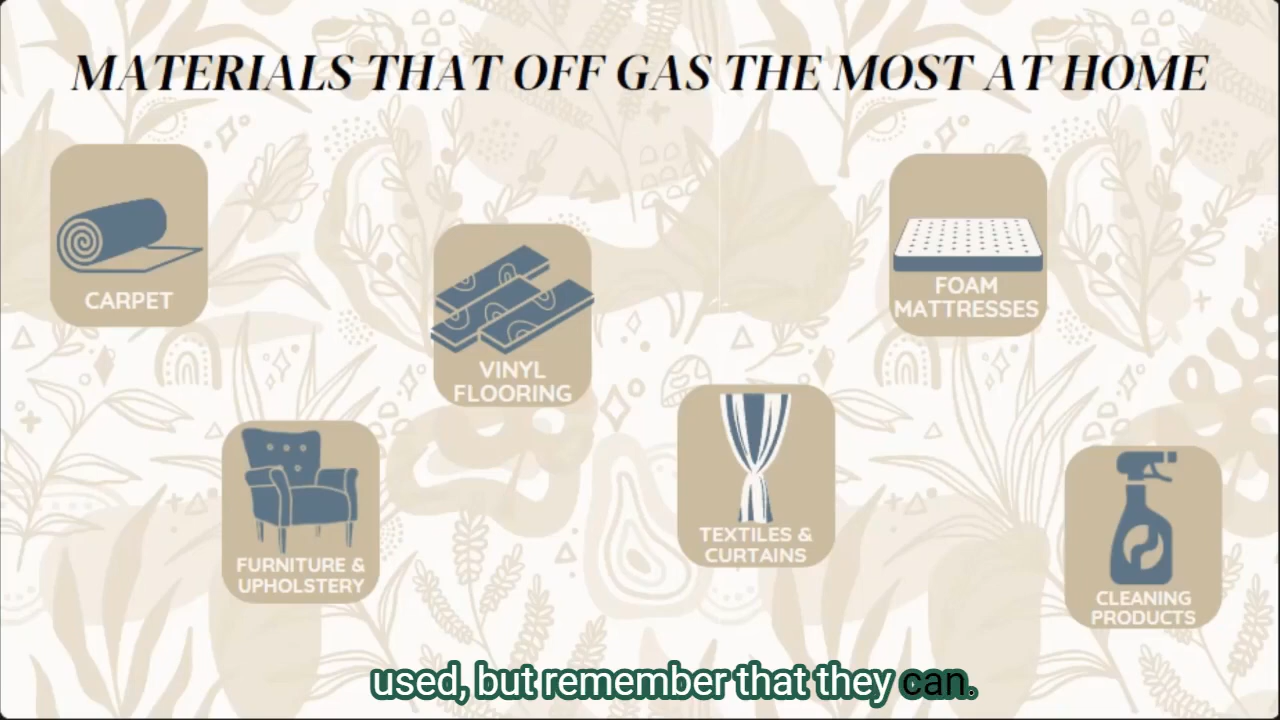 MATERIALS THAT OFF GAS THE MOST AT HOME
CARPET
FURNITURE &
UPHOLSTERY
VINYL
FLOORING
TEXTILES &
CURTAINS
FOAM
MATTRESSES
CLEANING
PRODUCTS
used, but remember that they can.